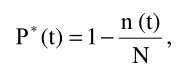 P*(t) = 1 − n(t)/N,